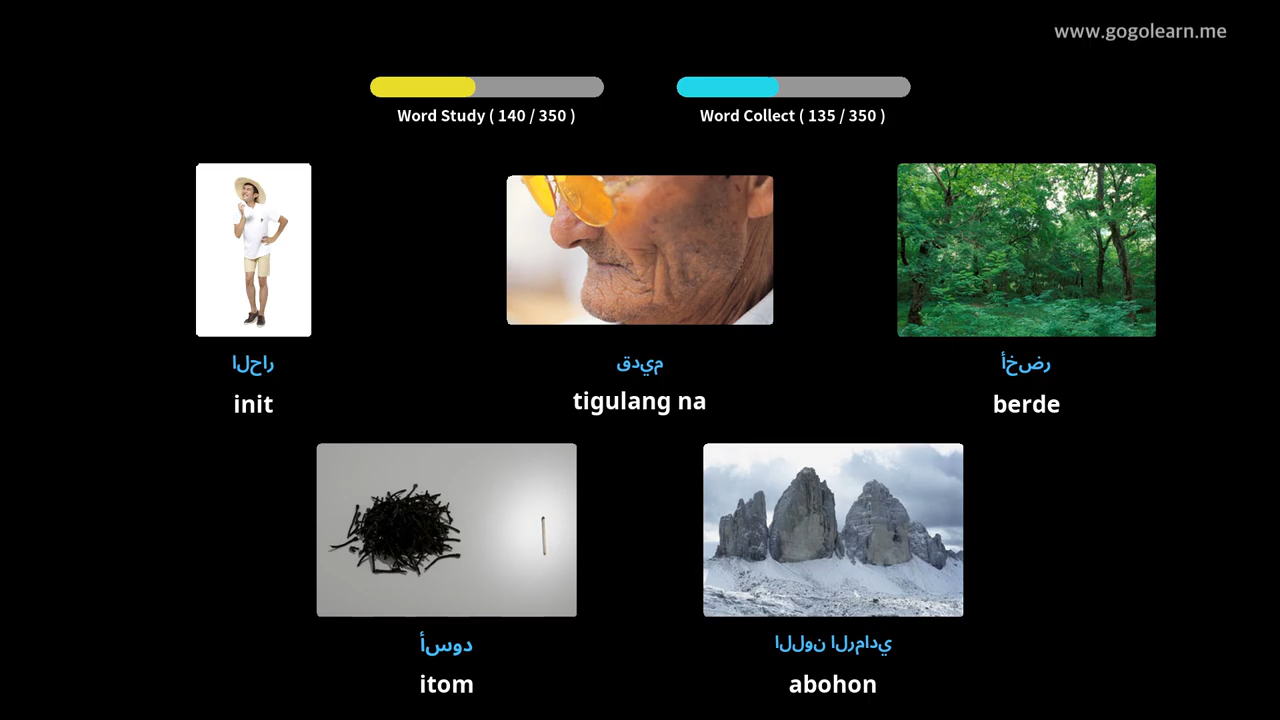 www.gogolearn.me
Word Study ( 140 / 350 )
Word Collect ( 135 / 350 )
الحار
قديم
أخضر
init
tigulang na
berde
أسود
اللون الرمادي
itom
abohon